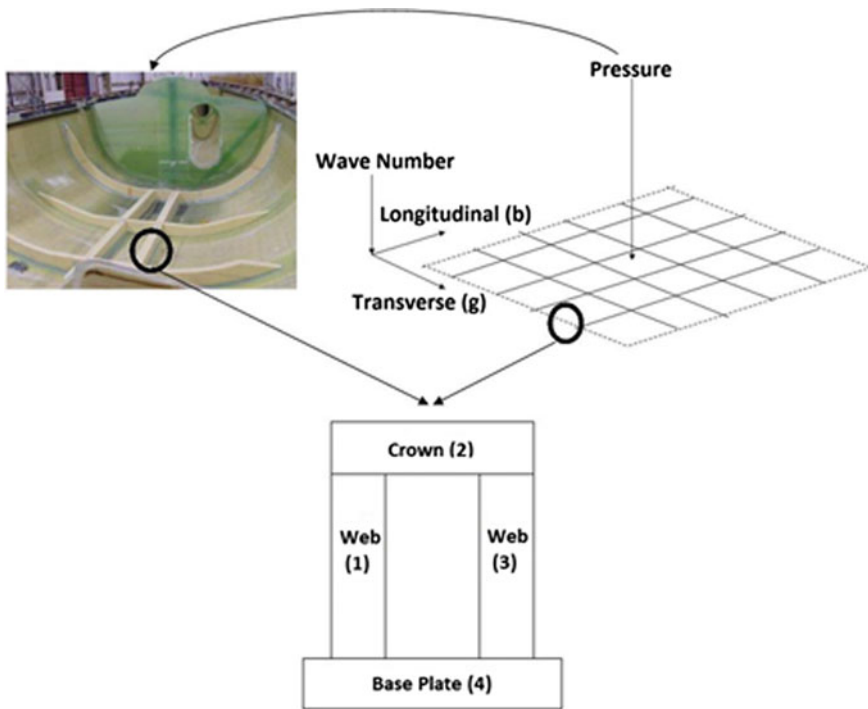 Pressure
Wave Number
Longitudinal (b)
Transverse (g)
Crown (2)
Web
(1)
Web
(3)
Base Plate (4)